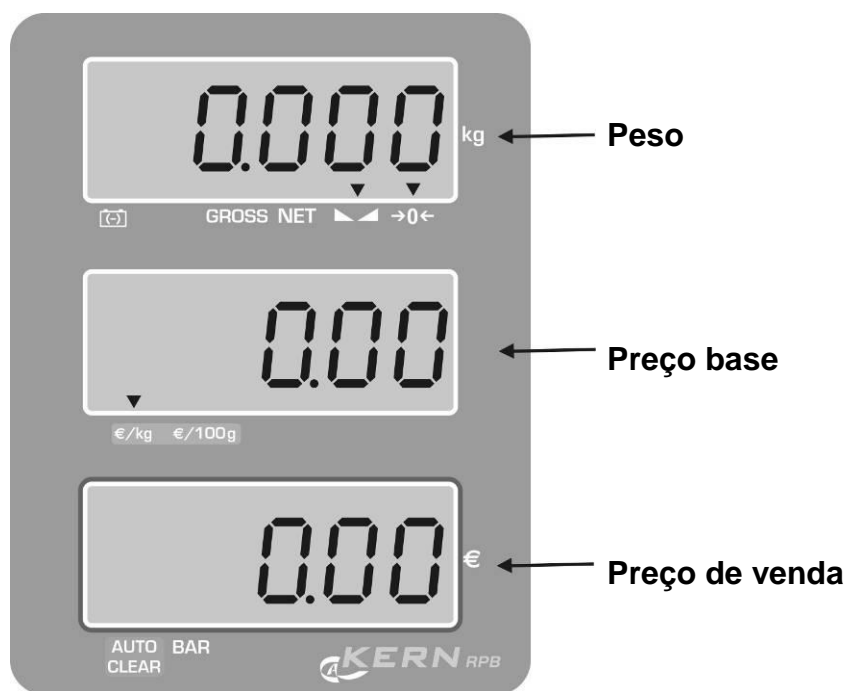 0.000 kg
Peso
GROSS NET →0←
0.00
Preço base
€/kg €/100g
0.00 €
Preço de venda
AUTO BAR
CLEAR
KERN RPB